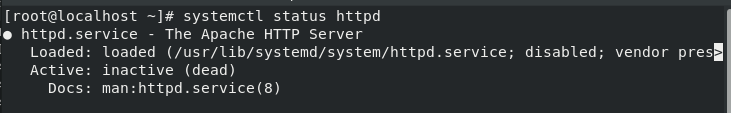 [root@localhost ~]# systemctl status httpd
● httpd.service - The Apache HTTP Server
   Loaded: loaded (/usr/lib/systemd/system/httpd.service; disabled; vendor pres>
   Active: inactive (dead)
     Docs: man:httpd.service(8)